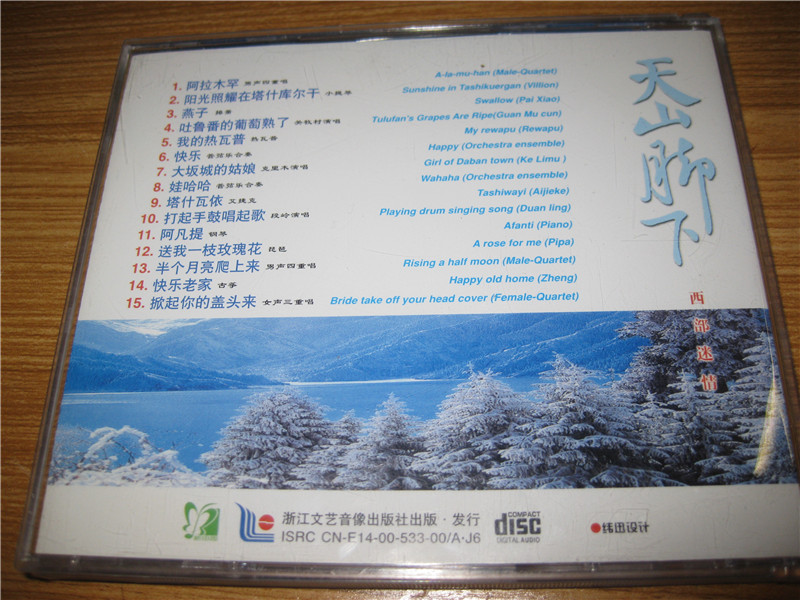 1. 阿拉木罕 男声四重唱 A-la-mu-han (Male-Quartet)
2. 阳光照耀在塔什库尔干 小提琴 Sunshine in Tashikuergan (Villion)
3. 燕子 排箫 Swallow (Pai Xiao)
4. 吐鲁番的葡萄熟了 关牧村演唱 Tulufan's Grapes Are Ripe(Guan Mu cun)
5. 我的热瓦普 热瓦普 My rewapu (Rewapu)
6. 快乐 管弦乐合奏 Happy (Orchestra ensemble)
7. 大坂城的姑娘 克里木演唱 Girl of Daban town (Ke Limu )
8. 娃哈哈 管弦乐合奏 Wahaha (Orchestra ensemble)
9. 塔什瓦依 艾捷克 Tashiwayi (Aijieke)
10. 打起手鼓唱起歌 段岭演唱 Playing drum singing song (Duan ling)
11. 阿凡提 钢琴 Afanti (Piano)
12. 送我一枝玫瑰花 琵琶 A rose for me (Pipa)
13. 半个月亮爬上来 男声四重唱 Rising a half moon (Male-Quartet)
14. 快乐老家 古筝 Happy old home (Zheng)
15. 掀起你的盖头来 女声三重唱 Bride take off your head cover (Female-Quartet)
天山脚下
西部迷情
浙江文艺音像出版社出版·发行
ISRC CN-E14-00-533-00/A·J6
COMPACT
disc
DIGITAL AUDIO
纬迅设计